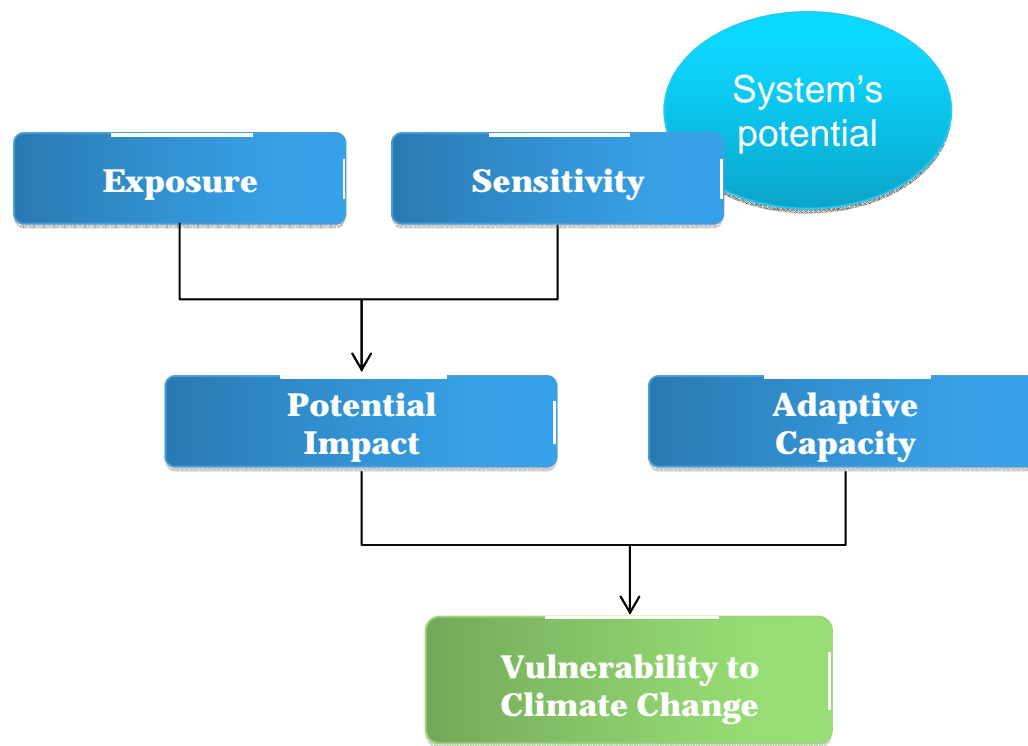 System’s
potential
Exposure
Sensitivity
Potential
Impact
Adaptive
Capacity
Vulnerability to
Climate Change